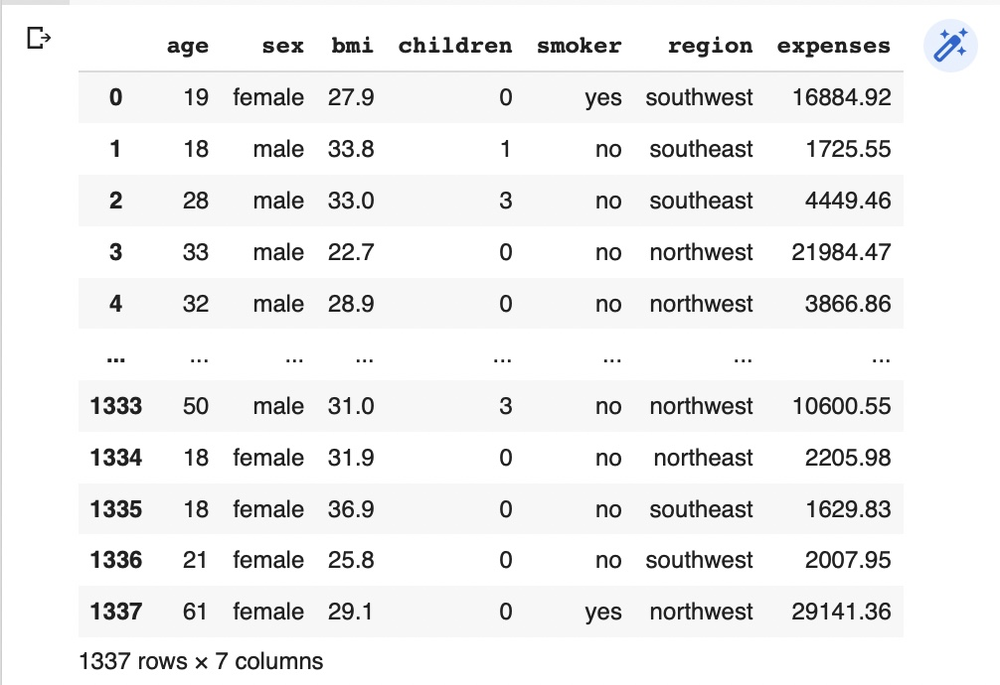 age sex bmi children smoker region expenses
0 19 female 27.9 0 yes southwest 16884.92
1 18 male 33.8 1 no southeast 1725.55
2 28 male 33.0 3 no southeast 4449.46
3 33 male 22.7 0 no northwest 21984.47
4 32 male 28.9 0 no northwest 3866.86
... ... ... ... ... ... ... ...
1333 50 male 31.0 3 no northwest 10600.55
1334 18 female 31.9 0 no northeast 2205.98
1335 18 female 36.9 0 no southeast 1629.83
1336 21 female 25.8 0 no southwest 2007.95
1337 61 female 29.1 0 yes northwest 29141.36
1337 rows × 7 columns